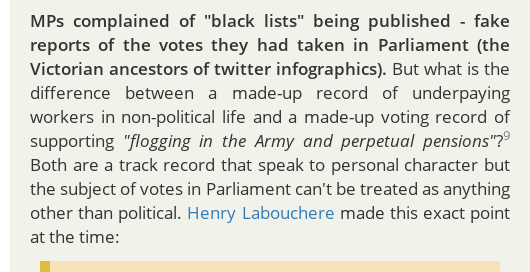 MPs complained of "black lists" being published - fake
reports of the votes they had taken in Parliament (the
Victorian ancestors of twitter infographics). But what is the
difference between a made-up record of underpaying
workers in non-political life and a made-up voting record of
supporting "flogging in the Army and perpetual pensions"?9
Both are a track record that speak to personal character but
the subject of votes in Parliament can't be treated as anything
other than political. Henry Labouchere made this exact point
at the time: